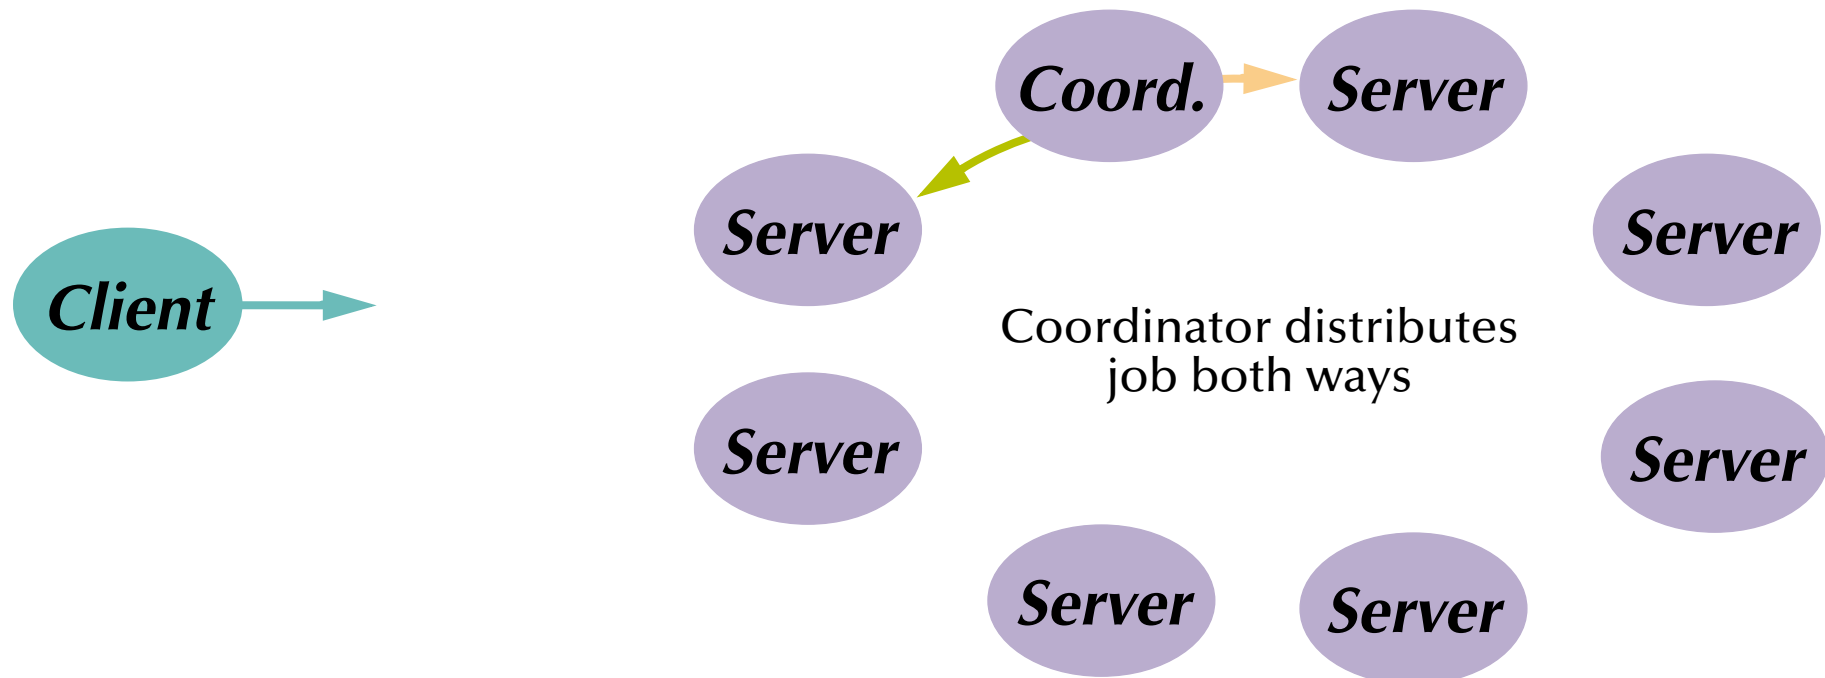 Coord.
Server
Server
Server
Client
Coordinator distributes
job both ways
Server
Server
Server
Server